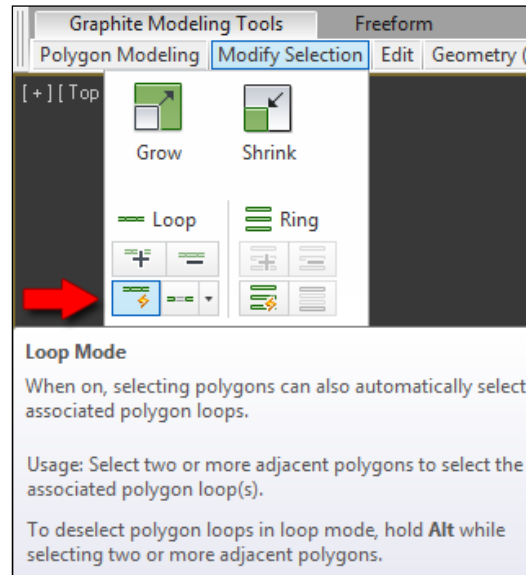 Graphite Modeling Tools Freeform
Polygon Modeling Modify Selection Edit Geometry (
[ + ] [ Top
Grow Shrink
Loop Ring
Loop Mode
When on, selecting polygons can also automatically select
associated polygon loops.
Usage: Select two or more adjacent polygons to select the
associated polygon loop(s).
To deselect polygon loops in loop mode, hold Alt while
selecting two or more adjacent polygons.